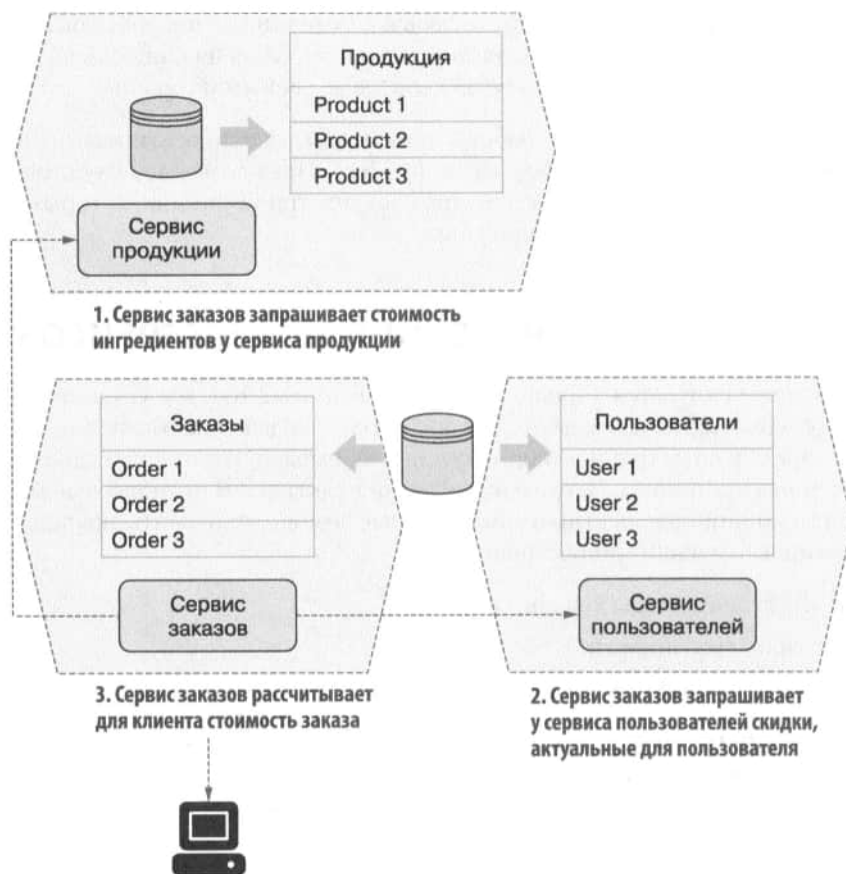 Продукция
Product 1
Product 2
Product 3
Сервис
продукции
1. Сервис заказов запрашивает стоимость
ингредиентов у сервиса продукции
Заказы
Order 1
Order 2
Order 3
Сервис
заказов
3. Сервис заказов рассчитывает
для клиента стоимость заказа
Пользователи
User 1
User 2
User 3
Сервис
пользователей
2. Сервис заказов запрашивает
у сервиса пользователей скидки,
актуальные для пользователя